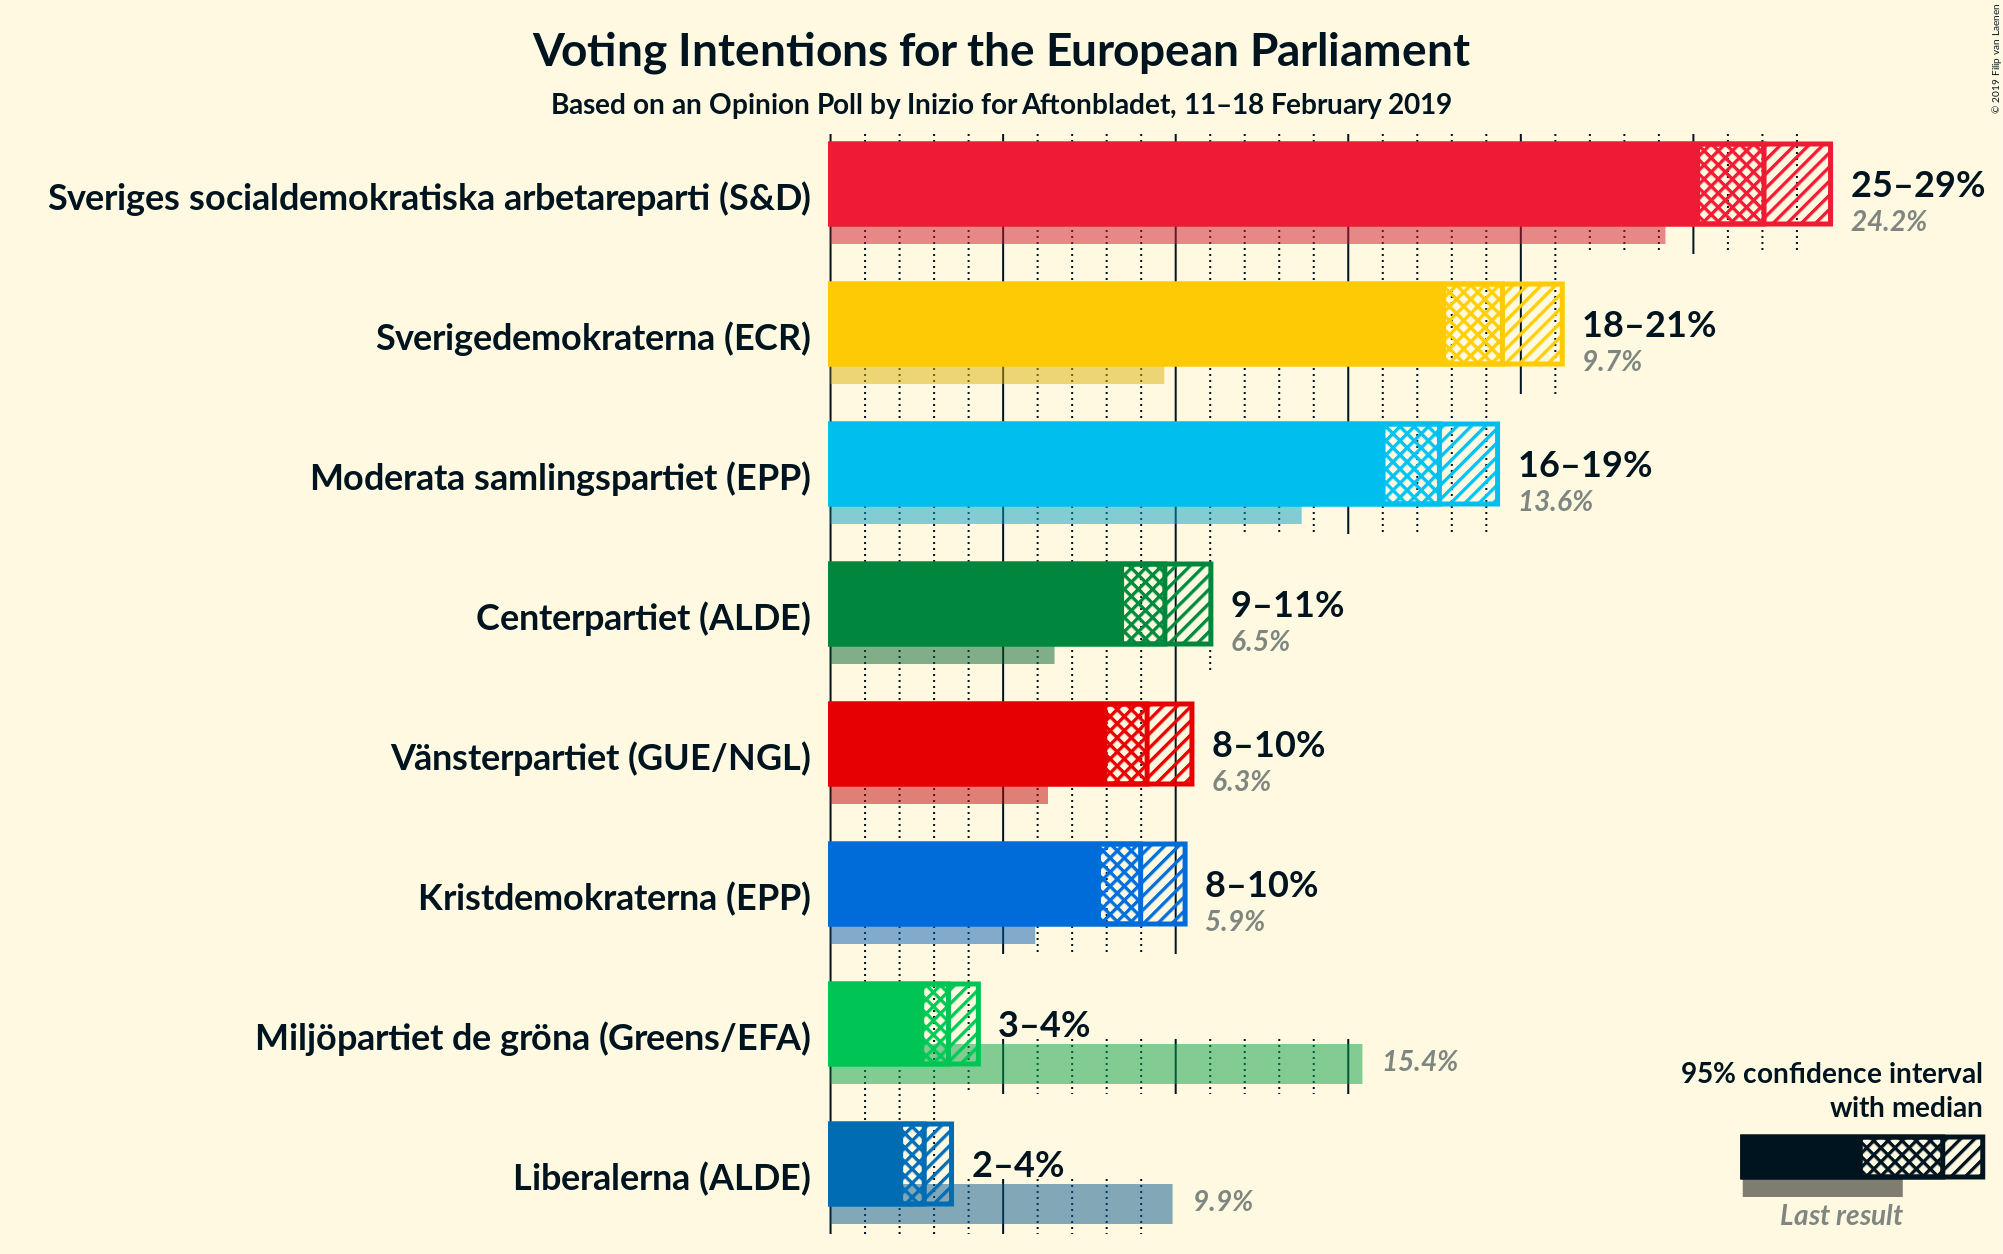 Voting Intentions for the European Parliament
Based on an Opinion Poll by Inizio for Aftonbladet, 11–18 February 2019
© 2019 Filip van Laenen
Sveriges socialdemokratiska arbetareparti (S&D)
25–29%
24.2%
Sverigedemokraterna (ECR)
18–21%
9.7%
Moderata samlingspartiet (EPP)
16–19%
13.6%
Centerpartiet (ALDE)
9–11%
6.5%
Vänsterpartiet (GUE/NGL)
8–10%
6.3%
Kristdemokraterna (EPP)
8–10%
5.9%
Miljöpartiet de gröna (Greens/EFA)
3–4%
15.4%
Liberalerna (ALDE)
2–4%
9.9%
95% confidence interval
with median
Last result